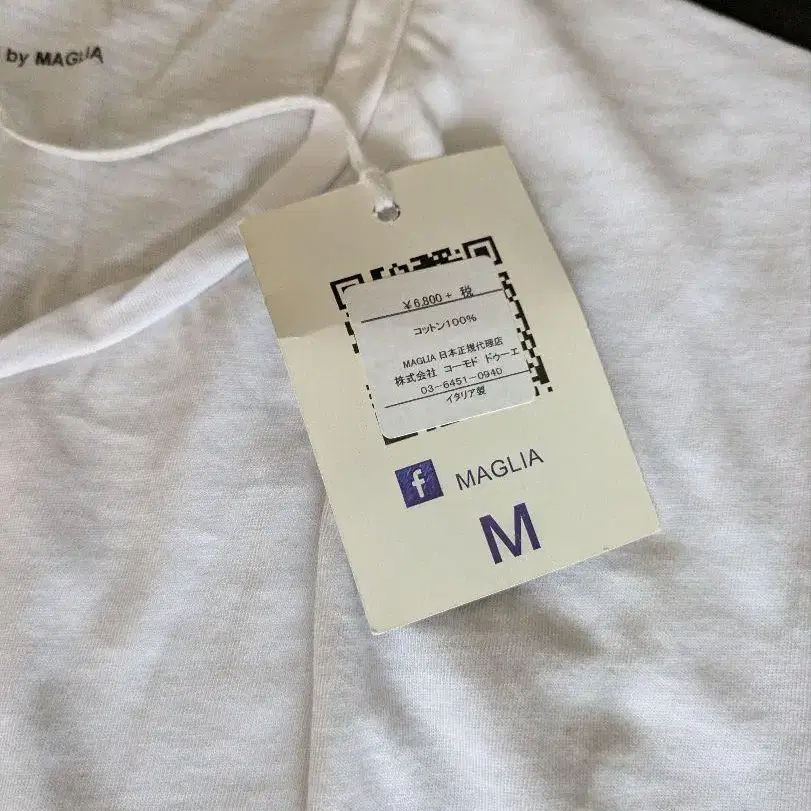 by MAGLIA
￥6,800+ 税
コットン100%
MAGLIA 日本正規代理店
株式会社 コーモド ドゥーエ
03-6451-0940
イタリア製
f MAGLIA
M